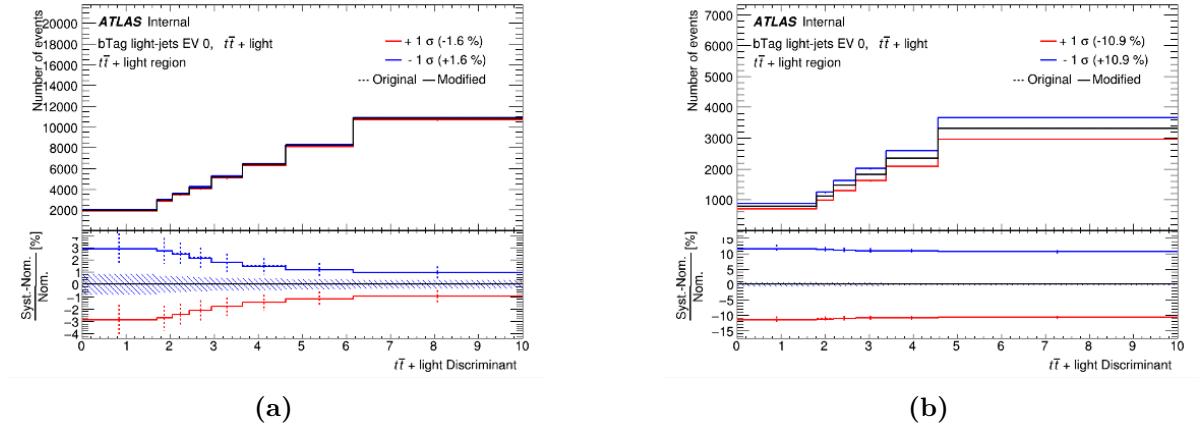 ATLAS Internal
bTag light-jets EV 0, tt̄ + light
tt̄ + light region
+ 1 σ (-1.6 %)
- 1 σ (+1.6 %)
Original Modified
Number of events
20000
18000
16000
14000
12000
10000
8000
6000
4000
2000
Syst.-Nom. [%]
Nom.
4
3
2
1
0
−1
−2
−3
−4
0 1 2 3 4 5 6 7 8 9 10
tt̄ + light Discriminant
(a)
ATLAS Internal
bTag light-jets EV 0, tt̄ + light
tt̄ + light region
+ 1 σ (-10.9 %)
- 1 σ (+10.9 %)
Original Modified
Number of events
7000
6000
5000
4000
3000
2000
1000
Syst.-Nom. [%]
Nom.
15
10
5
0
−5
−10
−15
0 1 2 3 4 5 6 7 8 9 10
tt̄ + light Discriminant
(b)